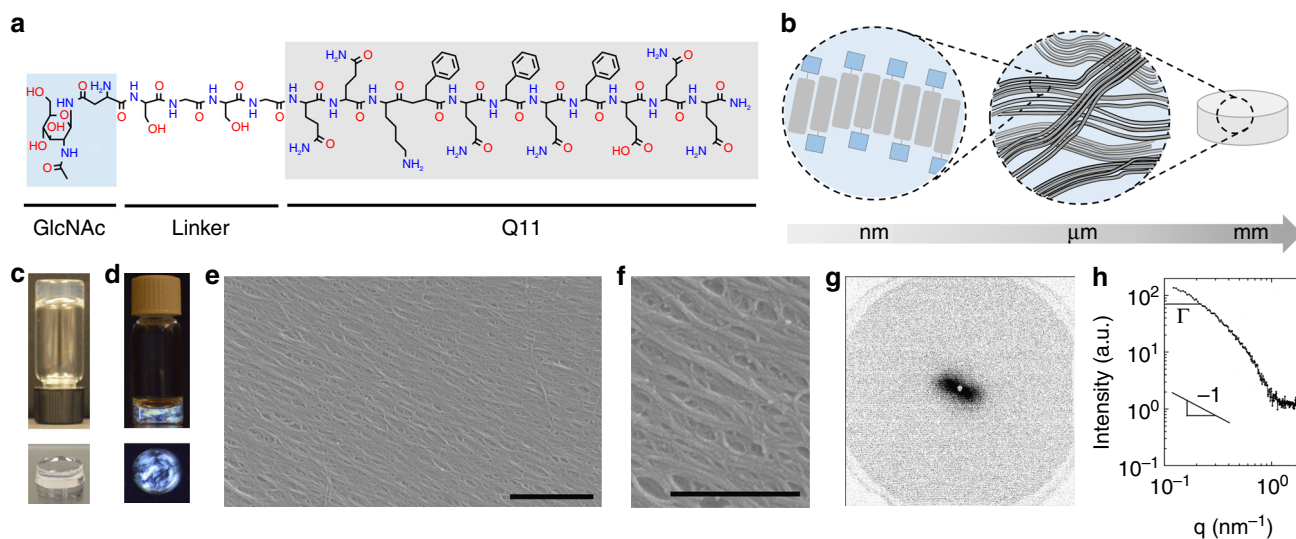 a
b
GlcNAc
Linker
Q11
nm
μm
mm
c
d
e
f
g
h
10²
10¹
10⁰
10⁻¹
Γ
−1
Intensity (a.u.)
10⁻¹
10⁰
q (nm⁻¹)